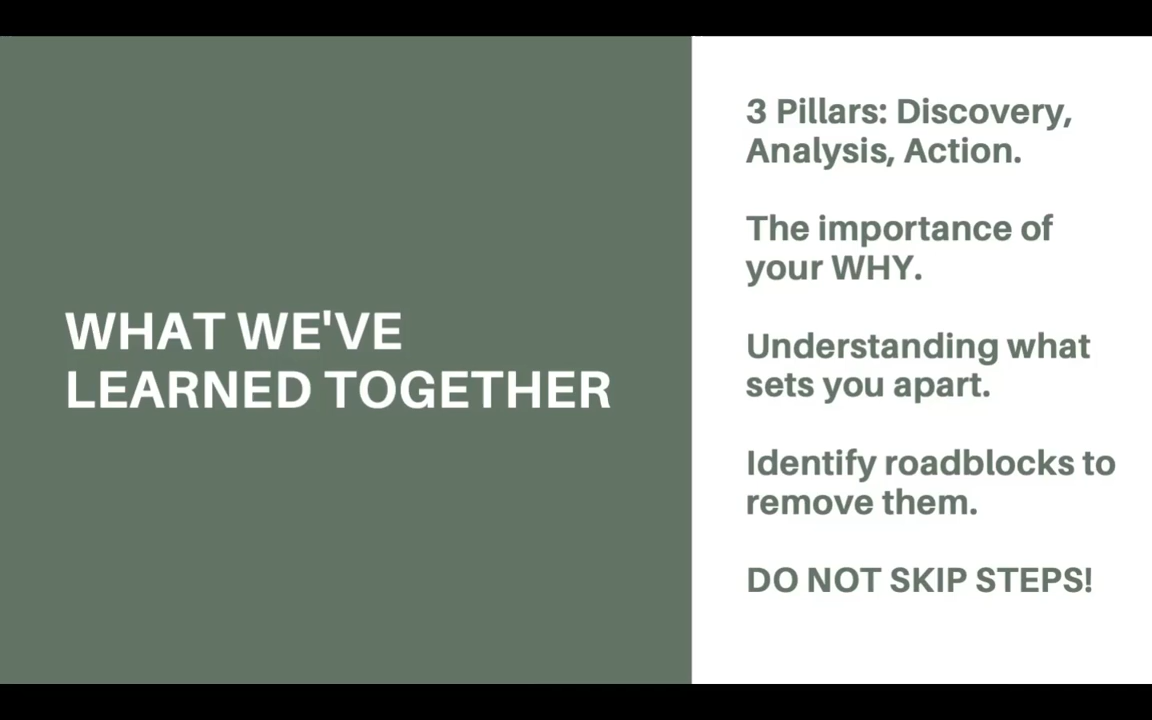 WHAT WE'VE
LEARNED TOGETHER
3 Pillars: Discovery,
Analysis, Action.
The importance of
your WHY.
Understanding what
sets you apart.
Identify roadblocks to
remove them.
DO NOT SKIP STEPS!